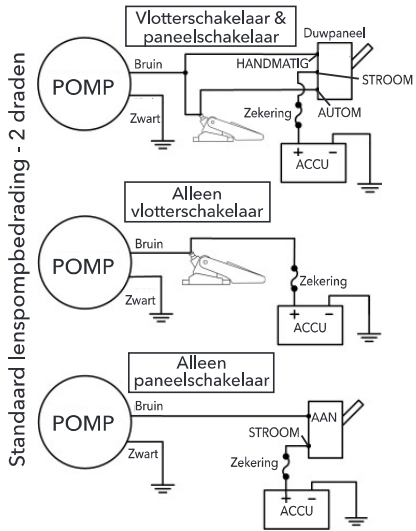 Standaard lenspompbedrading - 2 draden
Vlotterschakelaar &
paneelschakelaar
POMP
Bruin
Zwart
Duwpaneel
HANDMATIG
STROOM
AUTOM
Zekering
+ -
ACCU
Alleen
vlotterschakelaar
POMP
Bruin
Zwart
Zekering
+ -
ACCU
Alleen
paneelschakelaar
POMP
Bruin
Zwart
AAN
STROOM
Zekering
+ -
ACCU